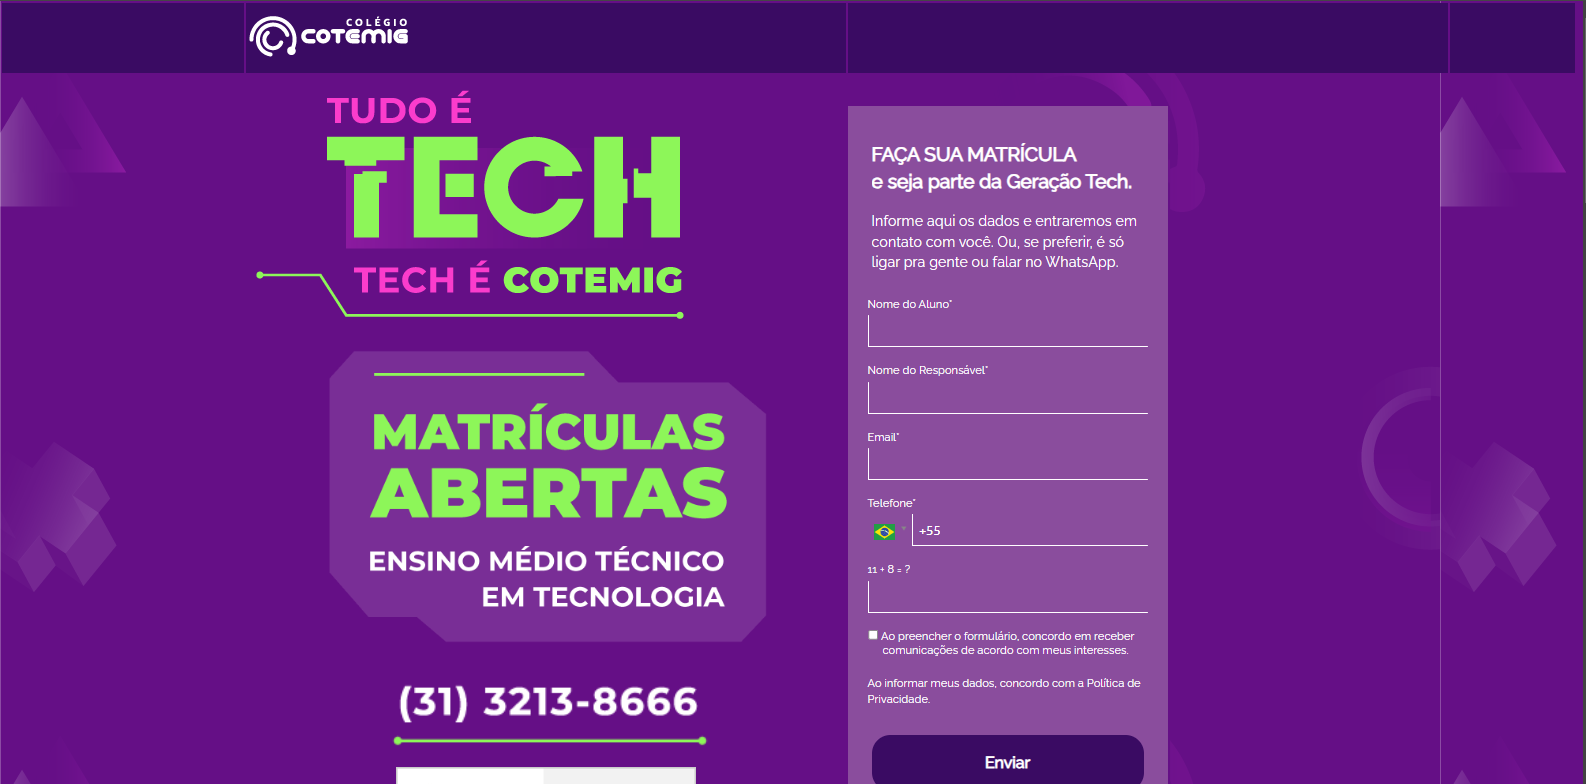 COLÉGIO
COTEMIG
TUDO É
TECH
TECH É COTEMIG
MATRÍCULAS
ABERTAS
ENSINO MÉDIO TÉCNICO
EM TECNOLOGIA
(31) 3213-8666
FAÇA SUA MATRÍCULA
e seja parte da Geração Tech.
Informe aqui os dados e entraremos em
contato com você. Ou, se preferir, é só
ligar pra gente ou falar no WhatsApp.
Nome do Aluno*
Nome do Responsável*
Email*
Telefone*
+55
11 + 8 = ?
Ao preencher o formulário, concordo em receber
comunicações de acordo com meus interesses.
Ao informar meus dados, concordo com a Política de
Privacidade.
Enviar